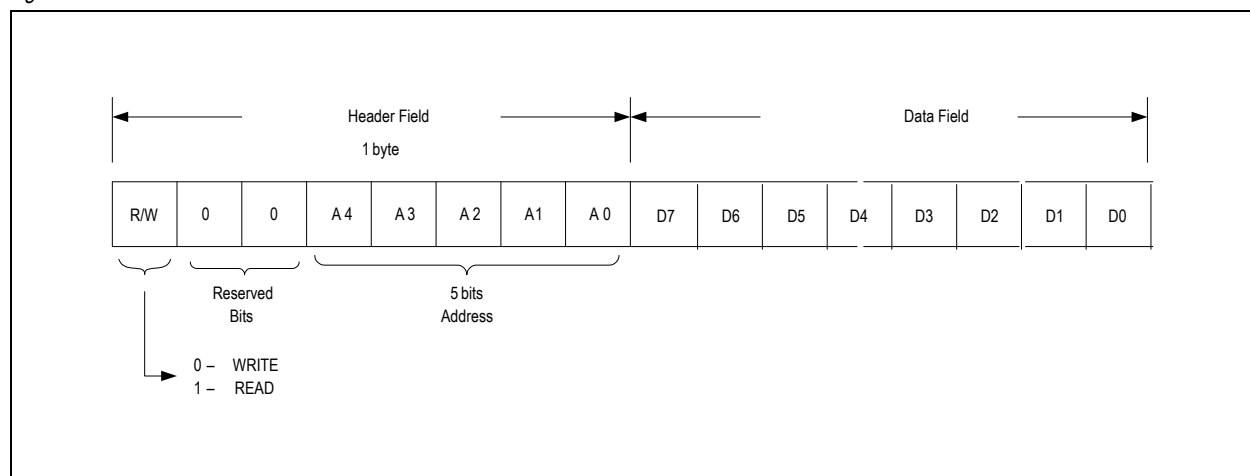 Header Field Data Field
1 byte
R/W 0 0 A 4 A 3 A 2 A1 A 0 D7 D6 D5 D4 D3 D2 D1 D0
Reserved
Bits
5 bits
Address
0 – WRITE
1 – READ